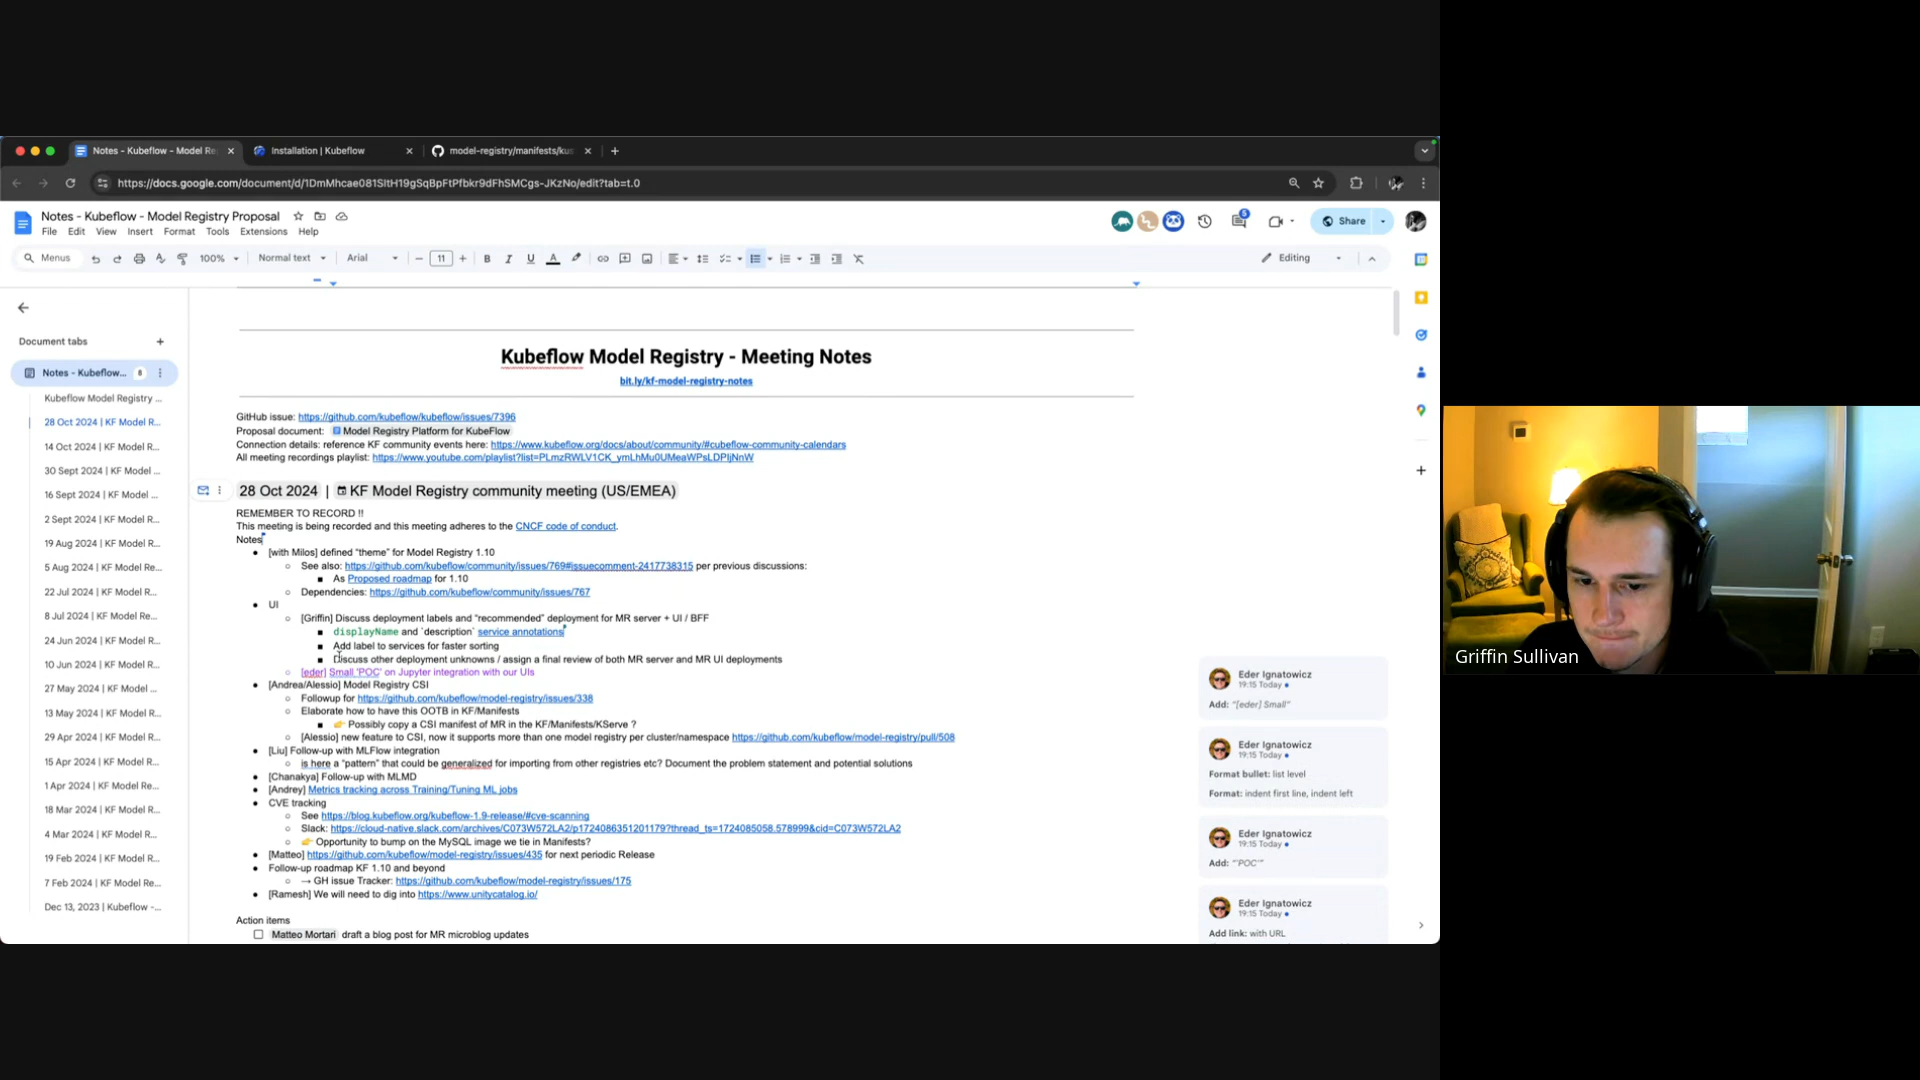 Notes - Kubeflow - Model Re
Installation | Kubeflow
model-registry/manifests/kus
https://docs.google.com/document/d/1DmMhcae081SItH19gSqBpFtPfbkr9dFhSMCgs-JKzNo/edit?tab=t.0
Notes - Kubeflow - Model Registry Proposal
File Edit View Insert Format Tools Extensions Help
5
Share
Menus
100%
Normal text
Arial
11
B I U A
Editing
Document tabs
Notes - Kubeflow... 8
Kubeflow Model Registry ...
28 Oct 2024 | KF Model R...
14 Oct 2024 | KF Model R...
30 Sept 2024 | KF Model ...
16 Sept 2024 | KF Model ...
2 Sept 2024 | KF Model R...
19 Aug 2024 | KF Model R...
5 Aug 2024 | KF Model Re...
22 Jul 2024 | KF Model R...
8 Jul 2024 | KF Model Re...
24 Jun 2024 | KF Model R...
10 Jun 2024 | KF Model R...
27 May 2024 | KF Model R...
13 May 2024 | KF Model R...
29 Apr 2024 | KF Model R...
15 Apr 2024 | KF Model R...
1 Apr 2024 | KF Model Re...
18 Mar 2024 | KF Model R...
4 Mar 2024 | KF Model R...
19 Feb 2024 | KF Model R...
7 Feb 2024 | KF Model Re...
Dec 13, 2023 | Kubeflow -...
Kubeflow Model Registry - Meeting Notes
bit.ly/kf-model-registry-notes
GitHub issue: https://github.com/kubeflow/kubeflow/issues/7396
Proposal document: Model Registry Platform for KubeFlow
Connection details: reference KF community events here: https://www.kubeflow.org/docs/about/community/#cubeflow-community-calendars
All meeting recordings playlist: https://www.youtube.com/playlist?list=PLmzRWLV1CK_ymLhMu0UMeaWPsLDPIjNnW
28 Oct 2024 | KF Model Registry community meeting (US/EMEA)
REMEMBER TO RECORD !!
This meeting is being recorded and this meeting adheres to the CNCF code of conduct.
Notes
● [with Milos] defined “theme” for Model Registry 1.10
○ See also: https://github.com/kubeflow/community/issues/769#issuecomment-2417738315 per previous discussions:
■ As Proposed roadmap for 1.10
○ Dependencies: https://github.com/kubeflow/community/issues/767
● UI
○ [Griffin] Discuss deployment labels and “recommended” deployment for MR server + UI / BFF
■ displayName and `description` service annotations
■ Add label to services for faster sorting
■ Discuss other deployment unknowns / assign a final review of both MR server and MR UI deployments
○ [eder] Small 'POC' on Jupyter integration with our UIs
● [Andrea/Alessio] Model Registry CSI
○ Followup for https://github.com/kubeflow/model-registry/issues/338
○ Elaborate how to have this OOTB in KF/Manifests
■ 👉 Possibly copy a CSI manifest of MR in the KF/Manifests/KServe ?
○ [Alessio] new feature to CSI, now it supports more than one model registry per cluster/namespace https://github.com/kubeflow/model-registry/pull/508
● [Liu] Follow-up with MLFlow integration
○ is here a “pattern” that could be generalized for importing from other registries etc? Document the problem statement and potential solutions
● [Chanakya] Follow-up with MLMD
● [Andrey] Metrics tracking across Training/Tuning ML jobs
● CVE tracking
○ See https://blog.kubeflow.org/kubeflow-1.9-release/#cve-scanning
○ Slack: https://cloud-native.slack.com/archives/C073W572LA2/p1724086351201179?thread_ts=1724085058.578999&cid=C073W572LA2
○ 👉 Opportunity to bump on the MySQL image we tie in Manifests?
● [Matteo] https://github.com/kubeflow/model-registry/issues/435 for next periodic Release
● Follow-up roadmap KF 1.10 and beyond
○ → GH issue Tracker: https://github.com/kubeflow/model-registry/issues/175
● [Ramesh] We will need to dig into https://www.unitycatalog.io/
Action items
Matteo Mortari draft a blog post for MR microblog updates
Eder Ignatowicz
19:15 Today
Add: “[eder] Small”
Eder Ignatowicz
19:15 Today
Format bullet: list level
Format: indent first line, indent left
Eder Ignatowicz
19:15 Today
Add: “'POC'”
Eder Ignatowicz
19:15 Today
Add link: with URL
Griffin Sullivan